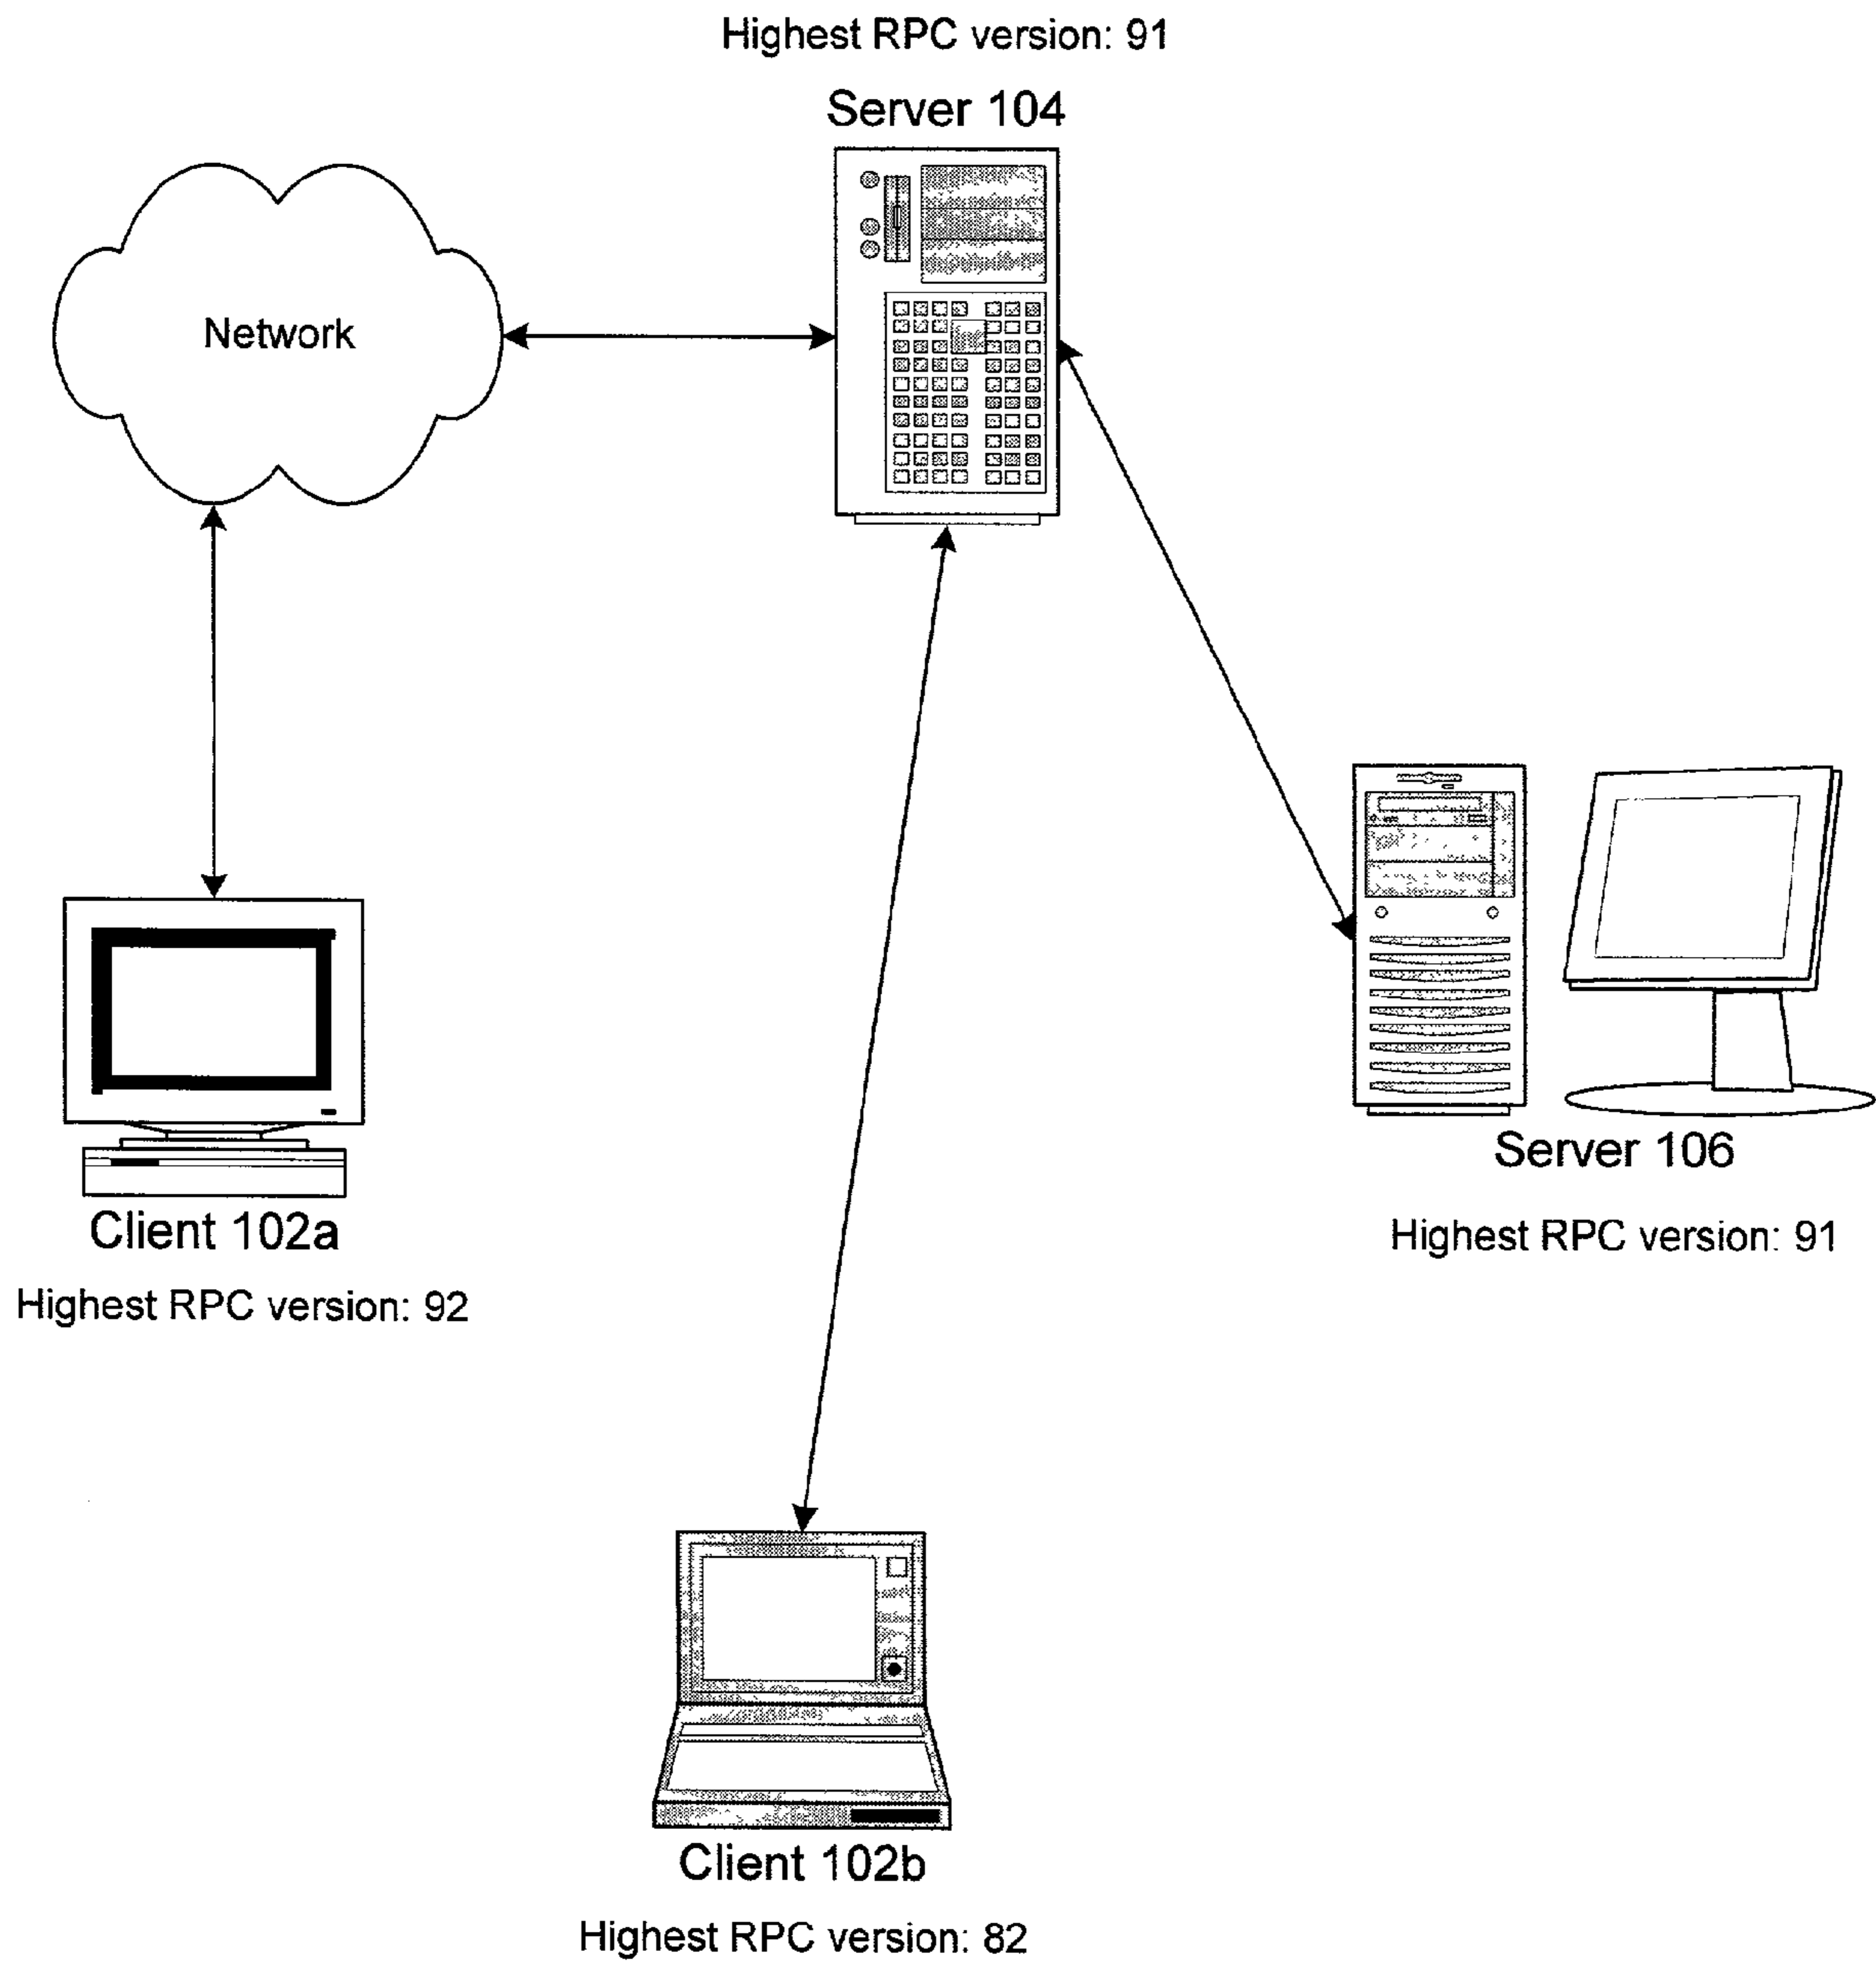 Highest RPC version: 91
Server 104
Network
Server 106
Highest RPC version: 91
Client 102a
Highest RPC version: 92
Client 102b
Highest RPC version: 82